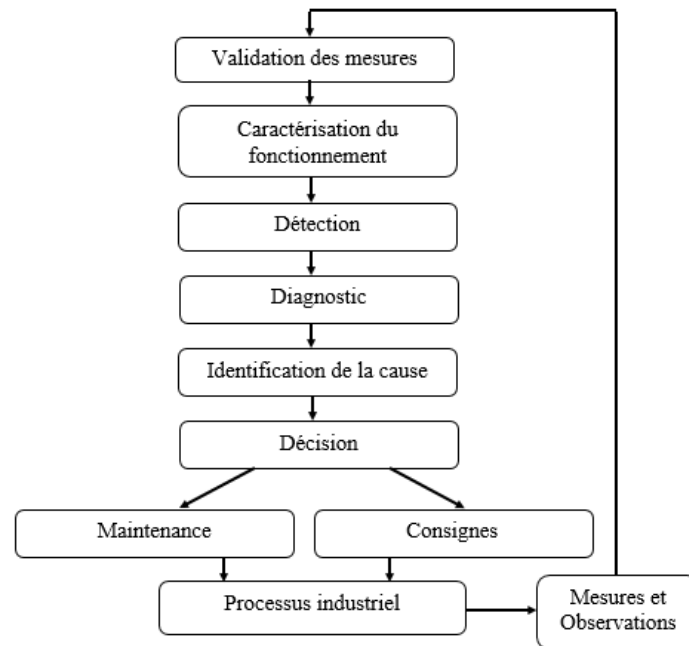 Validation des mesures
Caractérisation du
fonctionnement
Détection
Diagnostic
Identification de la cause
Décision
Maintenance
Consignes
Processus industriel
Mesures et
Observations